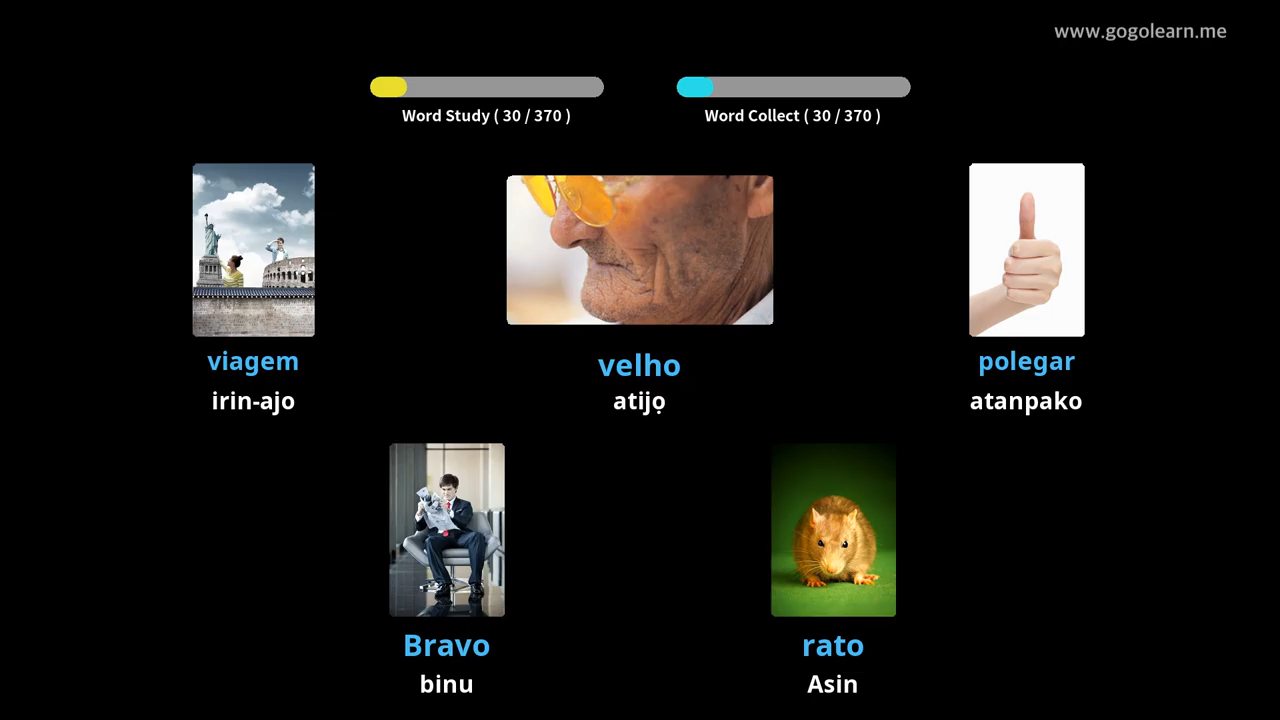 www.gogolearn.me
Word Study ( 30 / 370 )
Word Collect ( 30 / 370 )
viagem
irin-ajo
velho
atijọ
polegar
atanpako
Bravo
binu
rato
Asin